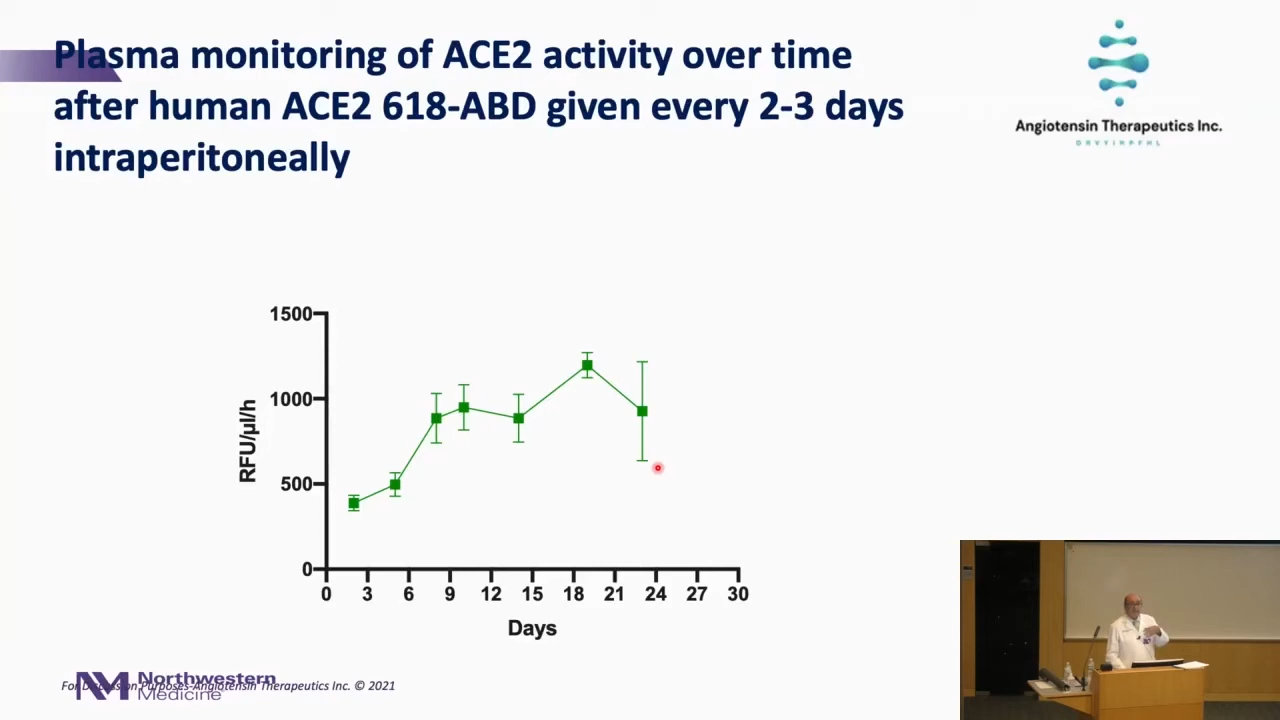 Plasma monitoring of ACE2 activity over time
after human ACE2 618-ABD given every 2-3 days
intraperitoneally
Angiotensin Therapeutics Inc.
DRVYIHPFHL
1500
1000
500
0
RFU/µl/h
0 3 6 9 12 15 18 21 24 27 30
Days
Northwestern
Medicine
For Discussion Purposes-Angiotensin Therapeutics Inc. © 2021